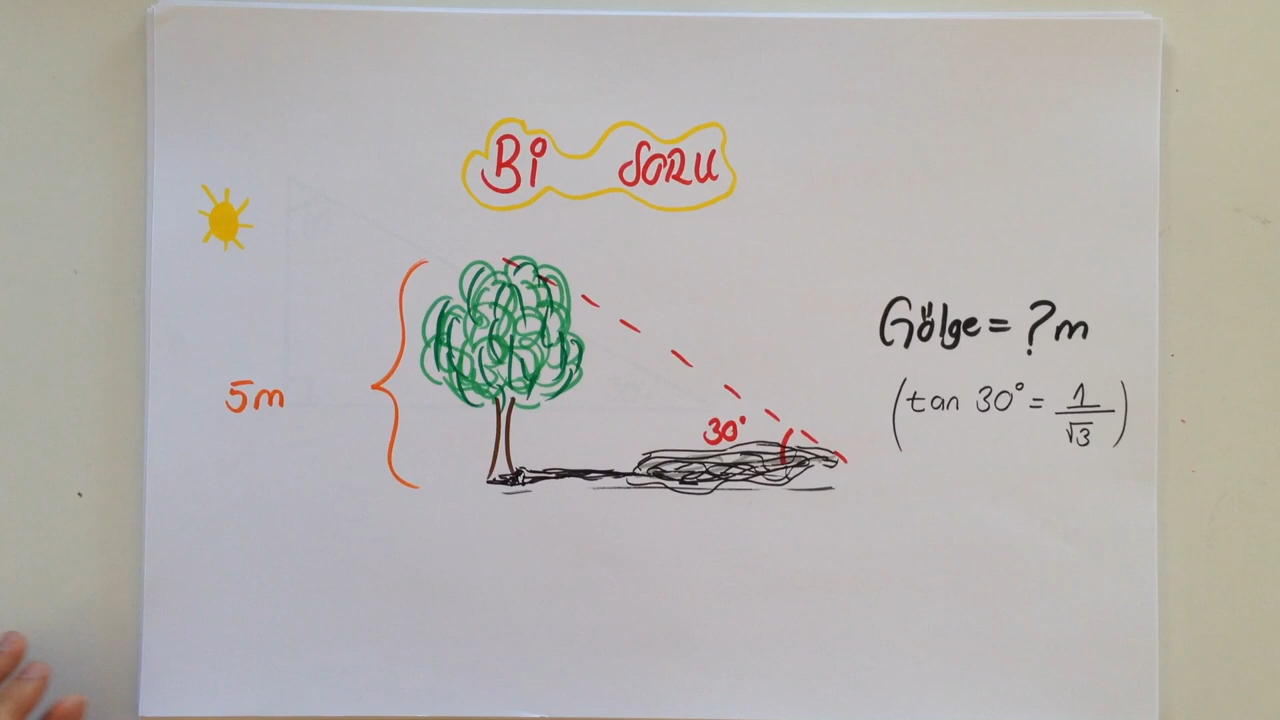 Bi SORU
5m
30°
Gölge = ? m
(tan 30° = 1/√3)